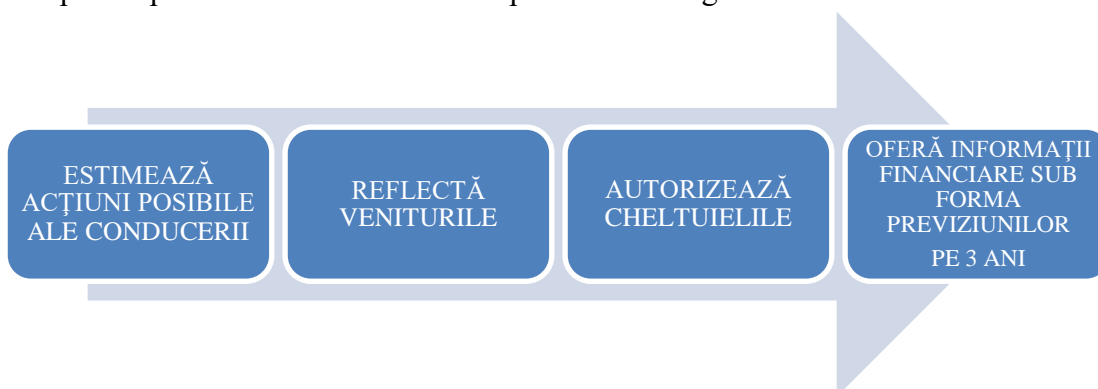 ESTIMEAZĂ
ACŢIUNI POSIBILE
ALE CONDUCERII
REFLECTĂ
VENITURILE
AUTORIZEAZĂ
CHELTUIELILE
OFERĂ INFORMAŢII
FINANCIARE SUB
FORMA
PREVIZIUNILOR
PE 3 ANI